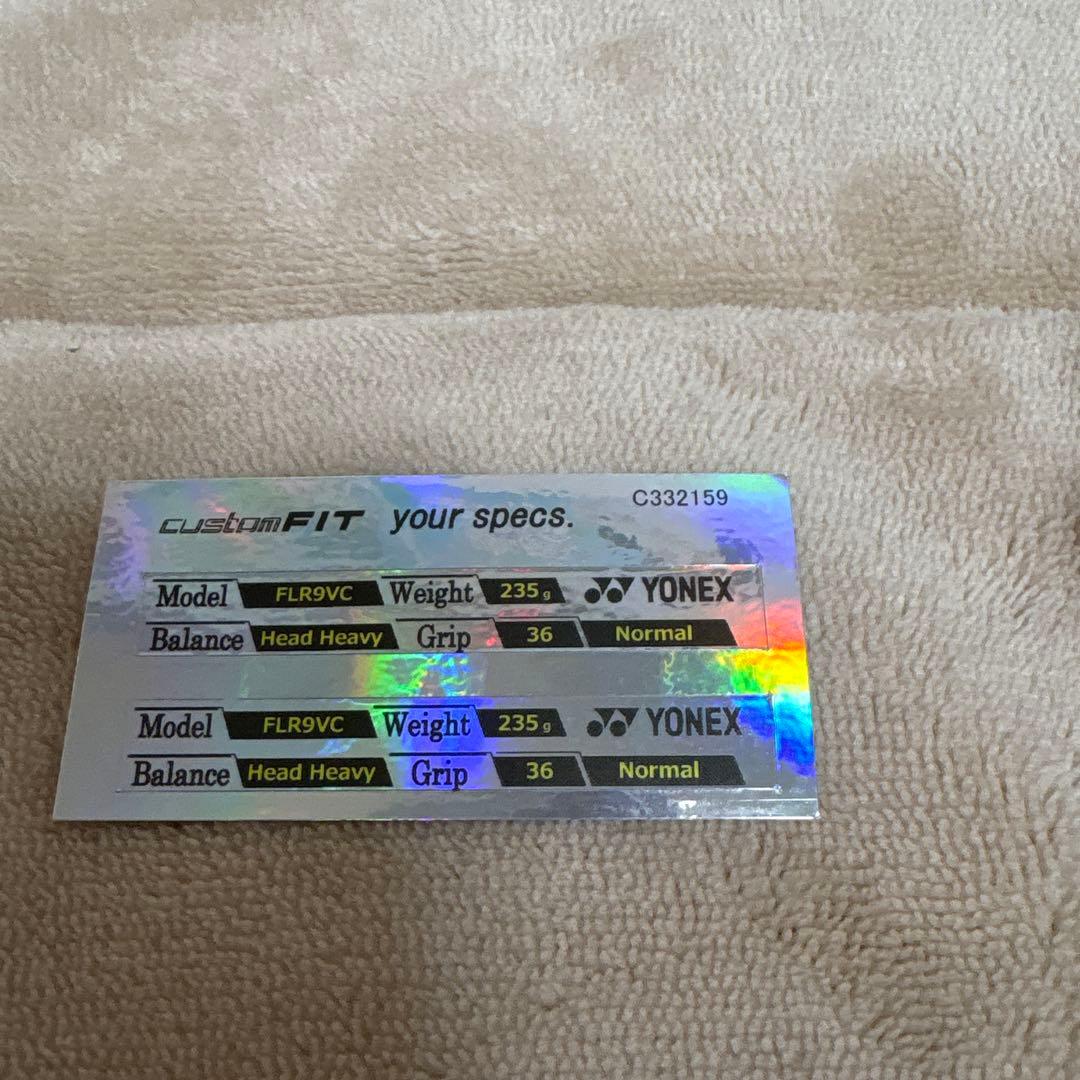 customFIT your specs. C332159
Model FLR9VC Weight 235g YONEX
Balance Head Heavy Grip 36 Normal
Model FLR9VC Weight 235g YONEX
Balance Head Heavy Grip 36 Normal